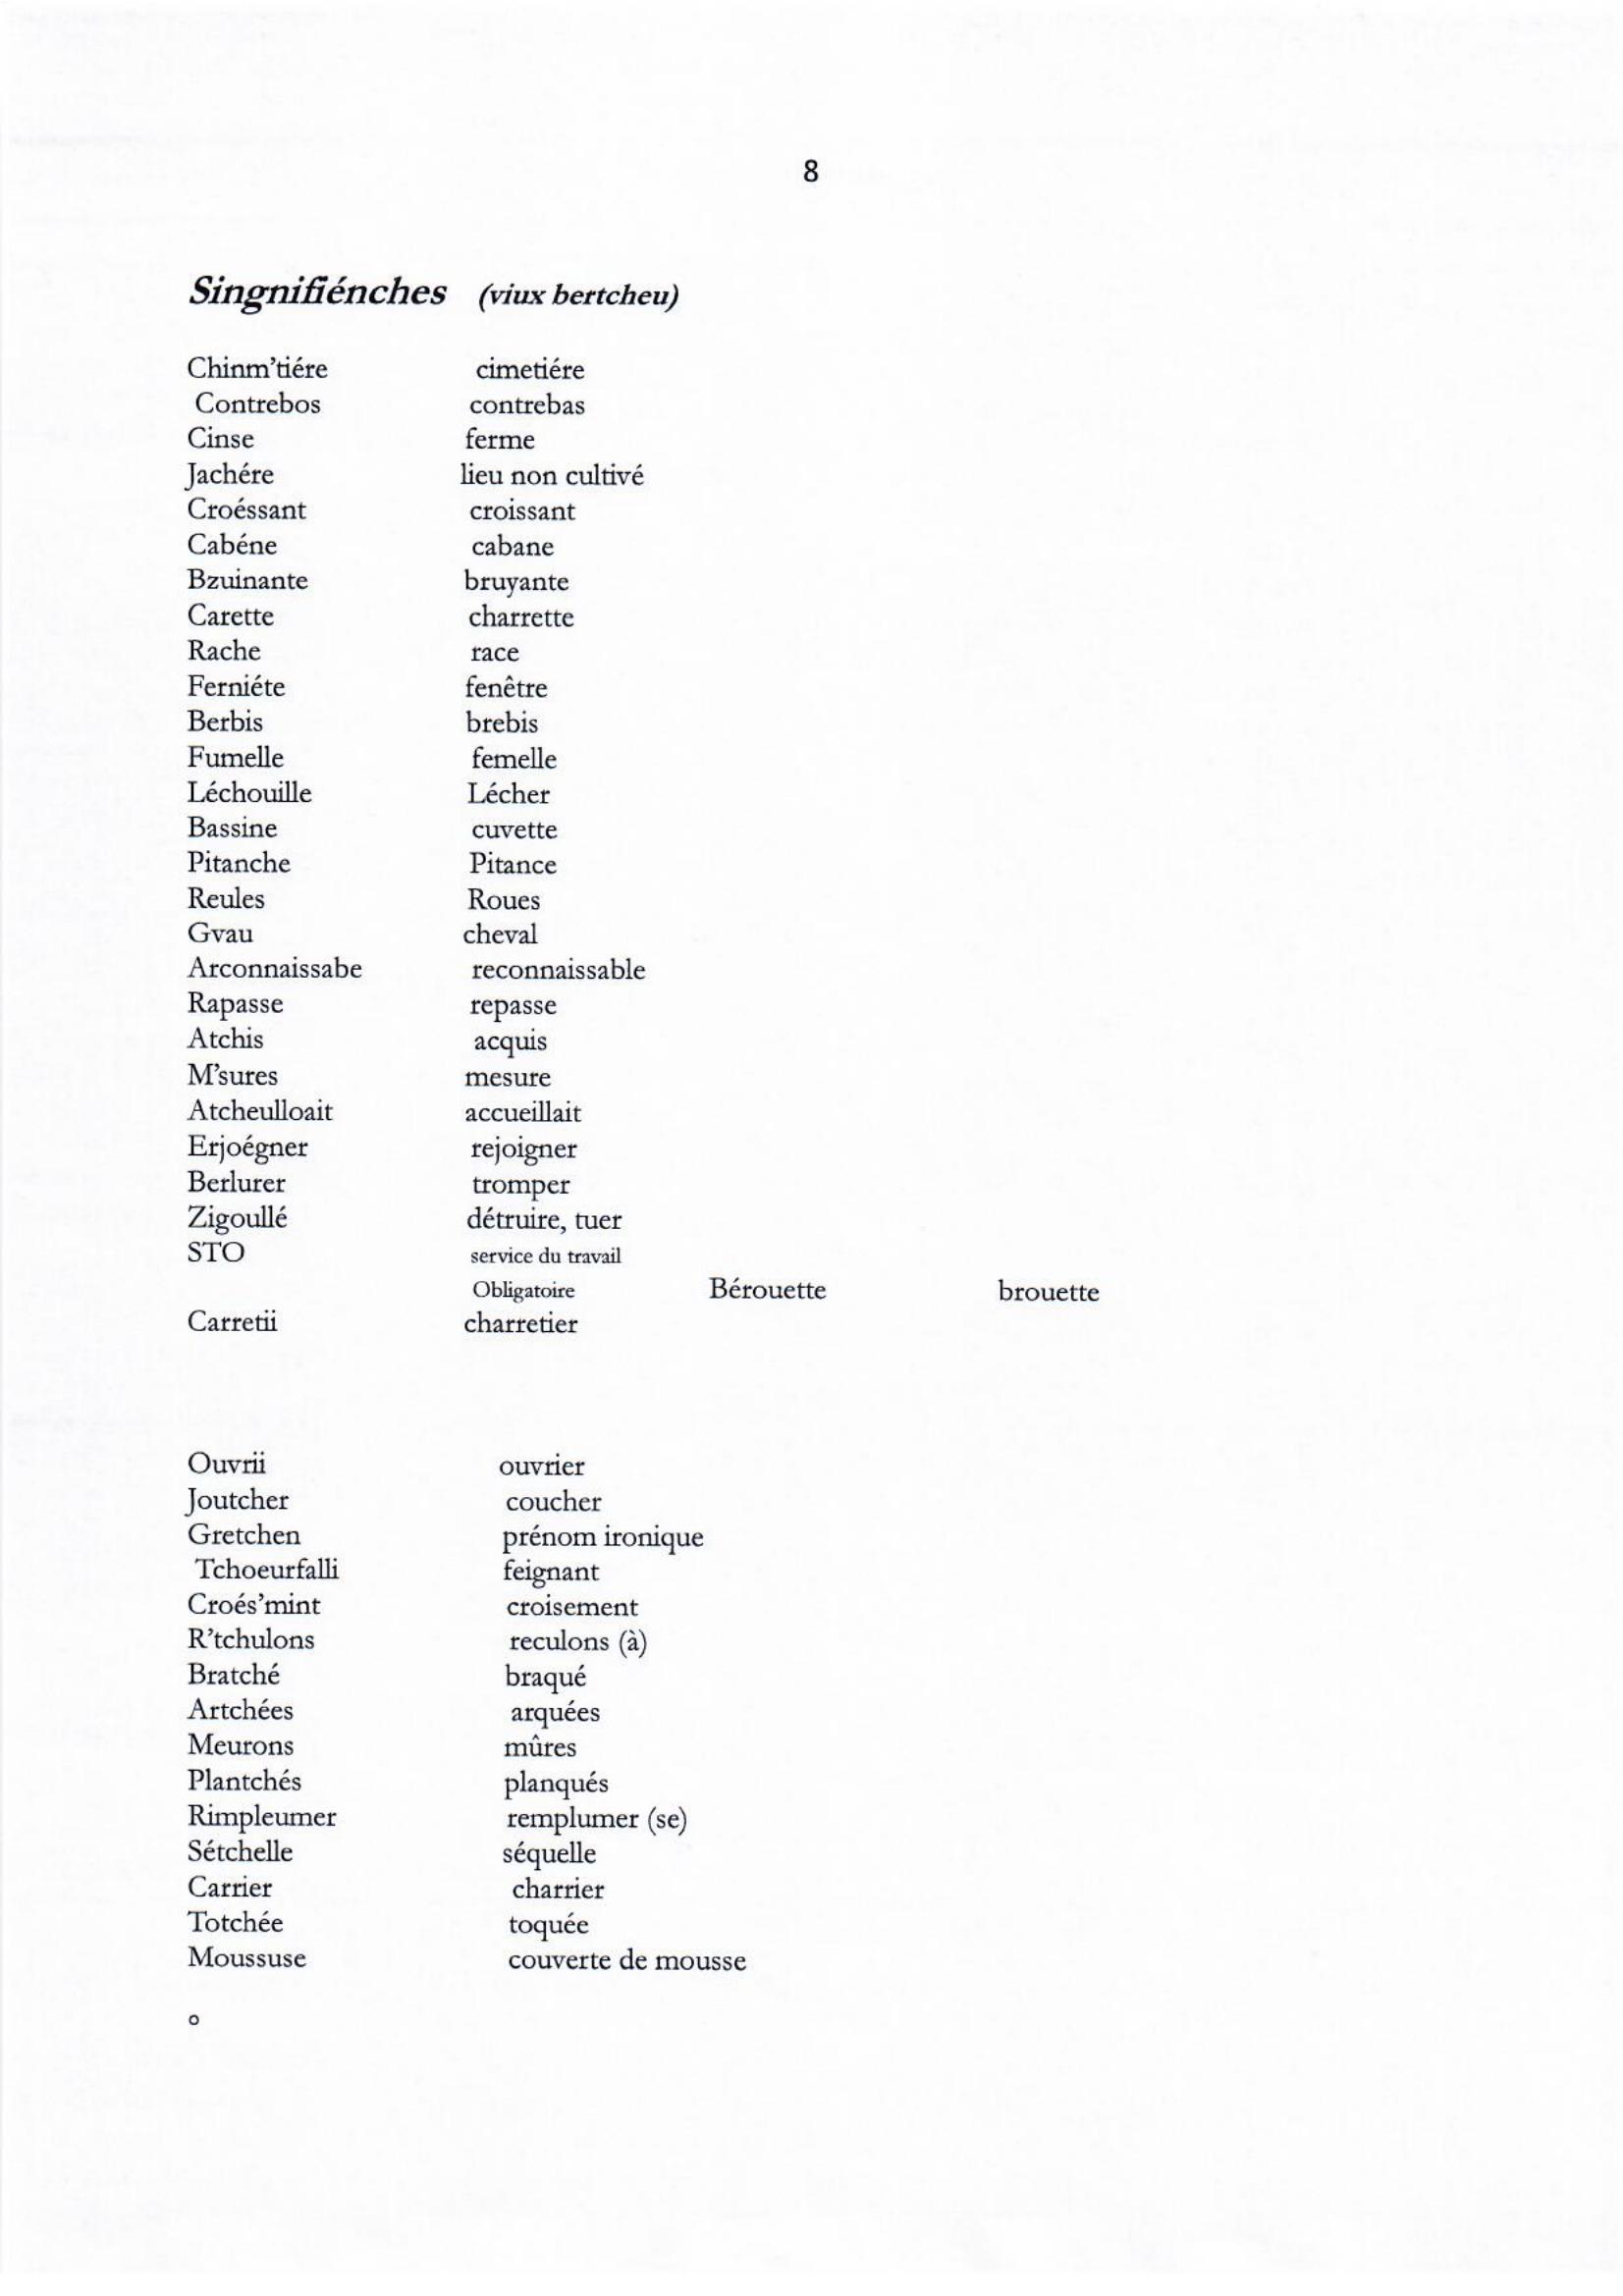 8
Singnifiénches (viux bertcheu)
Chinm'tiére cimetiére
Contrebos contrebas
Cinse ferme
Jachére lieu non cultivé
Croéssant croissant
Cabéne cabane
Bzuinante bruyante
Carette charrette
Rache race
Ferniéte fenêtre
Berbis brebis
Fumelle femelle
Léchouille Lécher
Bassine cuvette
Pitanche Pitance
Reules Roues
Gvau cheval
Arconnaissabe reconnaissable
Rapasse repasse
Atchis acquis
M'sures mesure
Atcheulloait accueillait
Erjoégner rejoigner
Berlurer tromper
Zigoullé détruire, tuer
STO service du travail
Obligatoire Bérouette brouette
Carretii charretier
Ouvrii ouvrier
Joutcher coucher
Gretchen prénom ironique
Tchoeurfalli feignant
Croés'mint croisement
R'tchulons reculons (à)
Bratché braqué
Artchées arquées
Meurons mûres
Plantchés planqués
Rimpleumer remplumer (se)
Sétchelle séquelle
Carrier charrier
Totchée toquée
Moussuse couverte de mousse
o